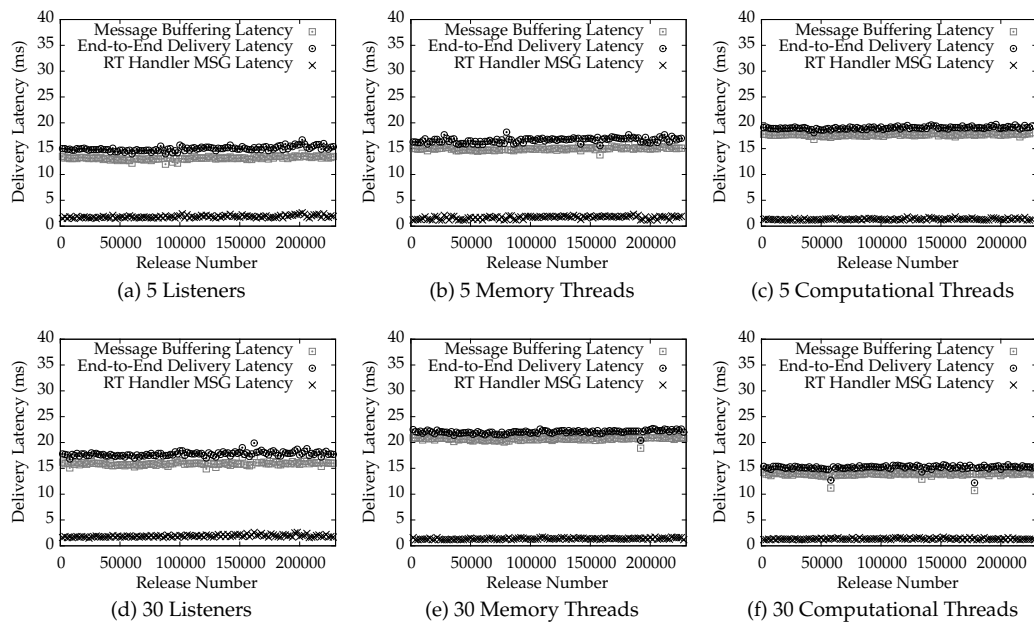 40
35
30
25
20
15
10
5
0
Delivery Latency (ms)
Message Buffering Latency
End-to-End Delivery Latency
RT Handler MSG Latency
0 50000 100000 150000 200000
Release Number
(a) 5 Listeners
40
35
30
25
20
15
10
5
0
Delivery Latency (ms)
Message Buffering Latency
End-to-End Delivery Latency
RT Handler MSG Latency
0 50000 100000 150000 200000
Release Number
(b) 5 Memory Threads
40
35
30
25
20
15
10
5
0
Delivery Latency (ms)
Message Buffering Latency
End-to-End Delivery Latency
RT Handler MSG Latency
0 50000 100000 150000 200000
Release Number
(c) 5 Computational Threads
40
35
30
25
20
15
10
5
0
Delivery Latency (ms)
Message Buffering Latency
End-to-End Delivery Latency
RT Handler MSG Latency
0 50000 100000 150000 200000
Release Number
(d) 30 Listeners
40
35
30
25
20
15
10
5
0
Delivery Latency (ms)
Message Buffering Latency
End-to-End Delivery Latency
RT Handler MSG Latency
0 50000 100000 150000 200000
Release Number
(e) 30 Memory Threads
40
35
30
25
20
15
10
5
0
Delivery Latency (ms)
Message Buffering Latency
End-to-End Delivery Latency
RT Handler MSG Latency
0 50000 100000 150000 200000
Release Number
(f) 30 Computational Threads